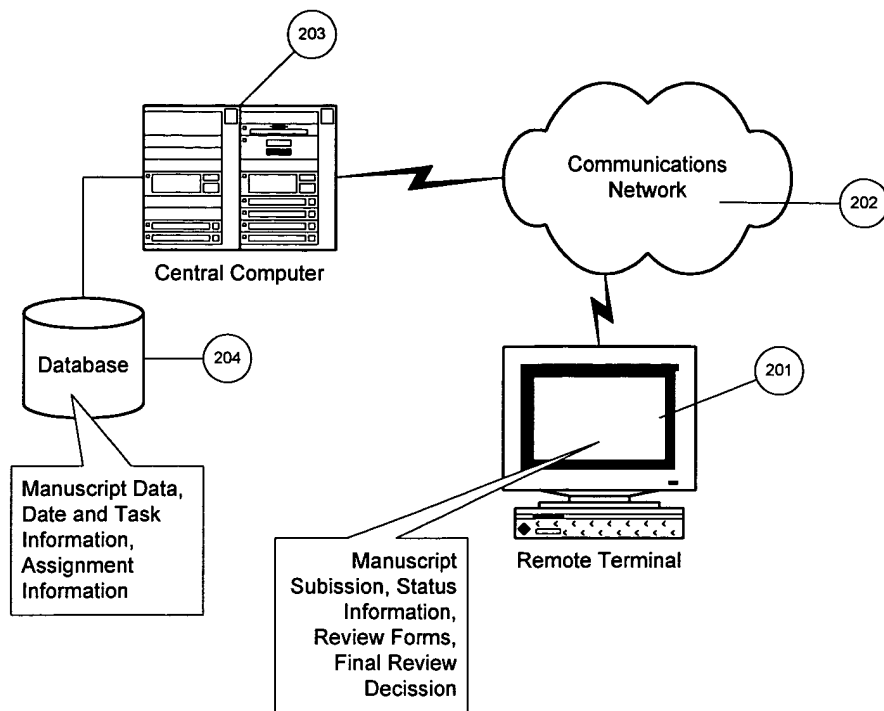 203
Communications
Network
202
Central Computer
Database
204
201
Manuscript Data,
Date and Task
Information,
Assignment
Information
Remote Terminal
Manuscript
Subission, Status
Information,
Review Forms,
Final Review
Decission